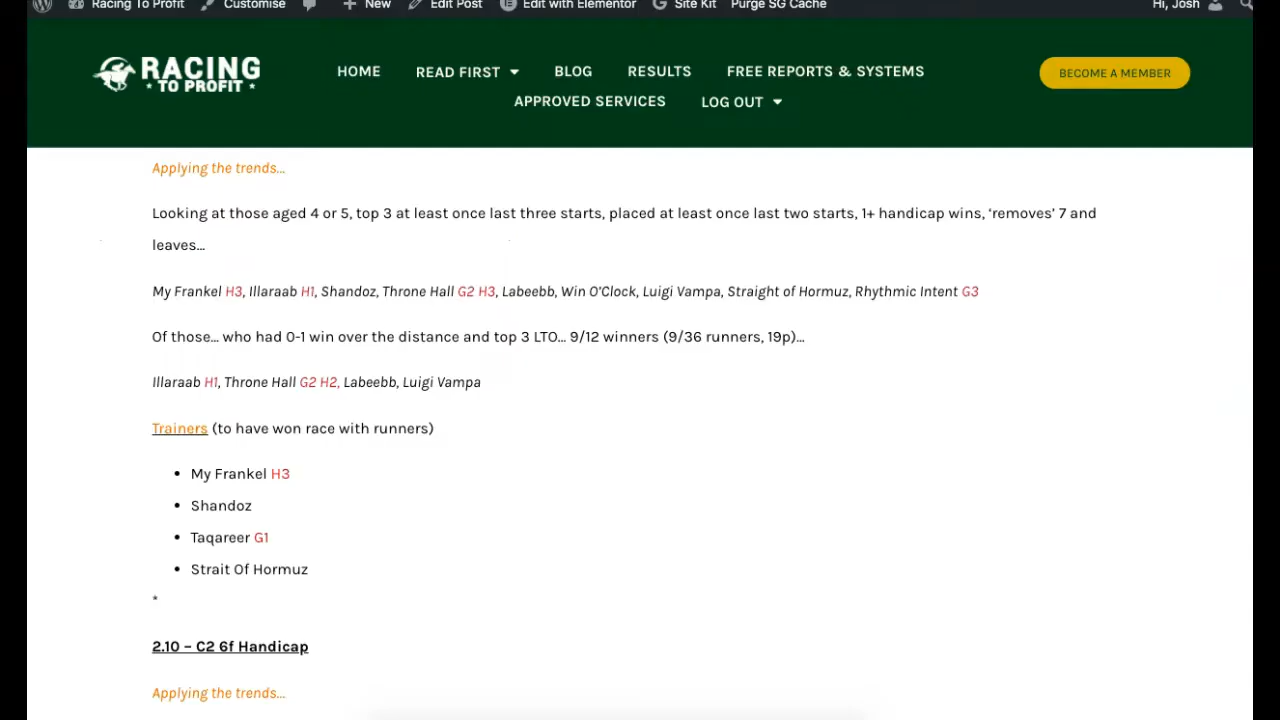 Racing To Profit Customise New Edit Post Edit with Elementor Site Kit Purge SG Cache Hi, Josh
RACING TO PROFIT
HOME READ FIRST BLOG RESULTS FREE REPORTS & SYSTEMS
APPROVED SERVICES LOG OUT
BECOME A MEMBER
Applying the trends...
Looking at those aged 4 or 5, top 3 at least once last three starts, placed at least once last two starts, 1+ handicap wins, ‘removes’ 7 and
leaves...
My Frankel H3, Illaraab H1, Shandoz, Throne Hall G2 H3, Labeebb, Win O’Clock, Luigi Vampa, Straight of Hormuz, Rhythmic Intent G3
Of those... who had 0-1 win over the distance and top 3 LTO... 9/12 winners (9/36 runners, 19p)...
Illaraab H1, Throne Hall G2 H2, Labeebb, Luigi Vampa
Trainers (to have won race with runners)
• My Frankel H3
• Shandoz
• Taqareer G1
• Strait Of Hormuz
*
2.10 – C2 6f Handicap
Applying the trends...